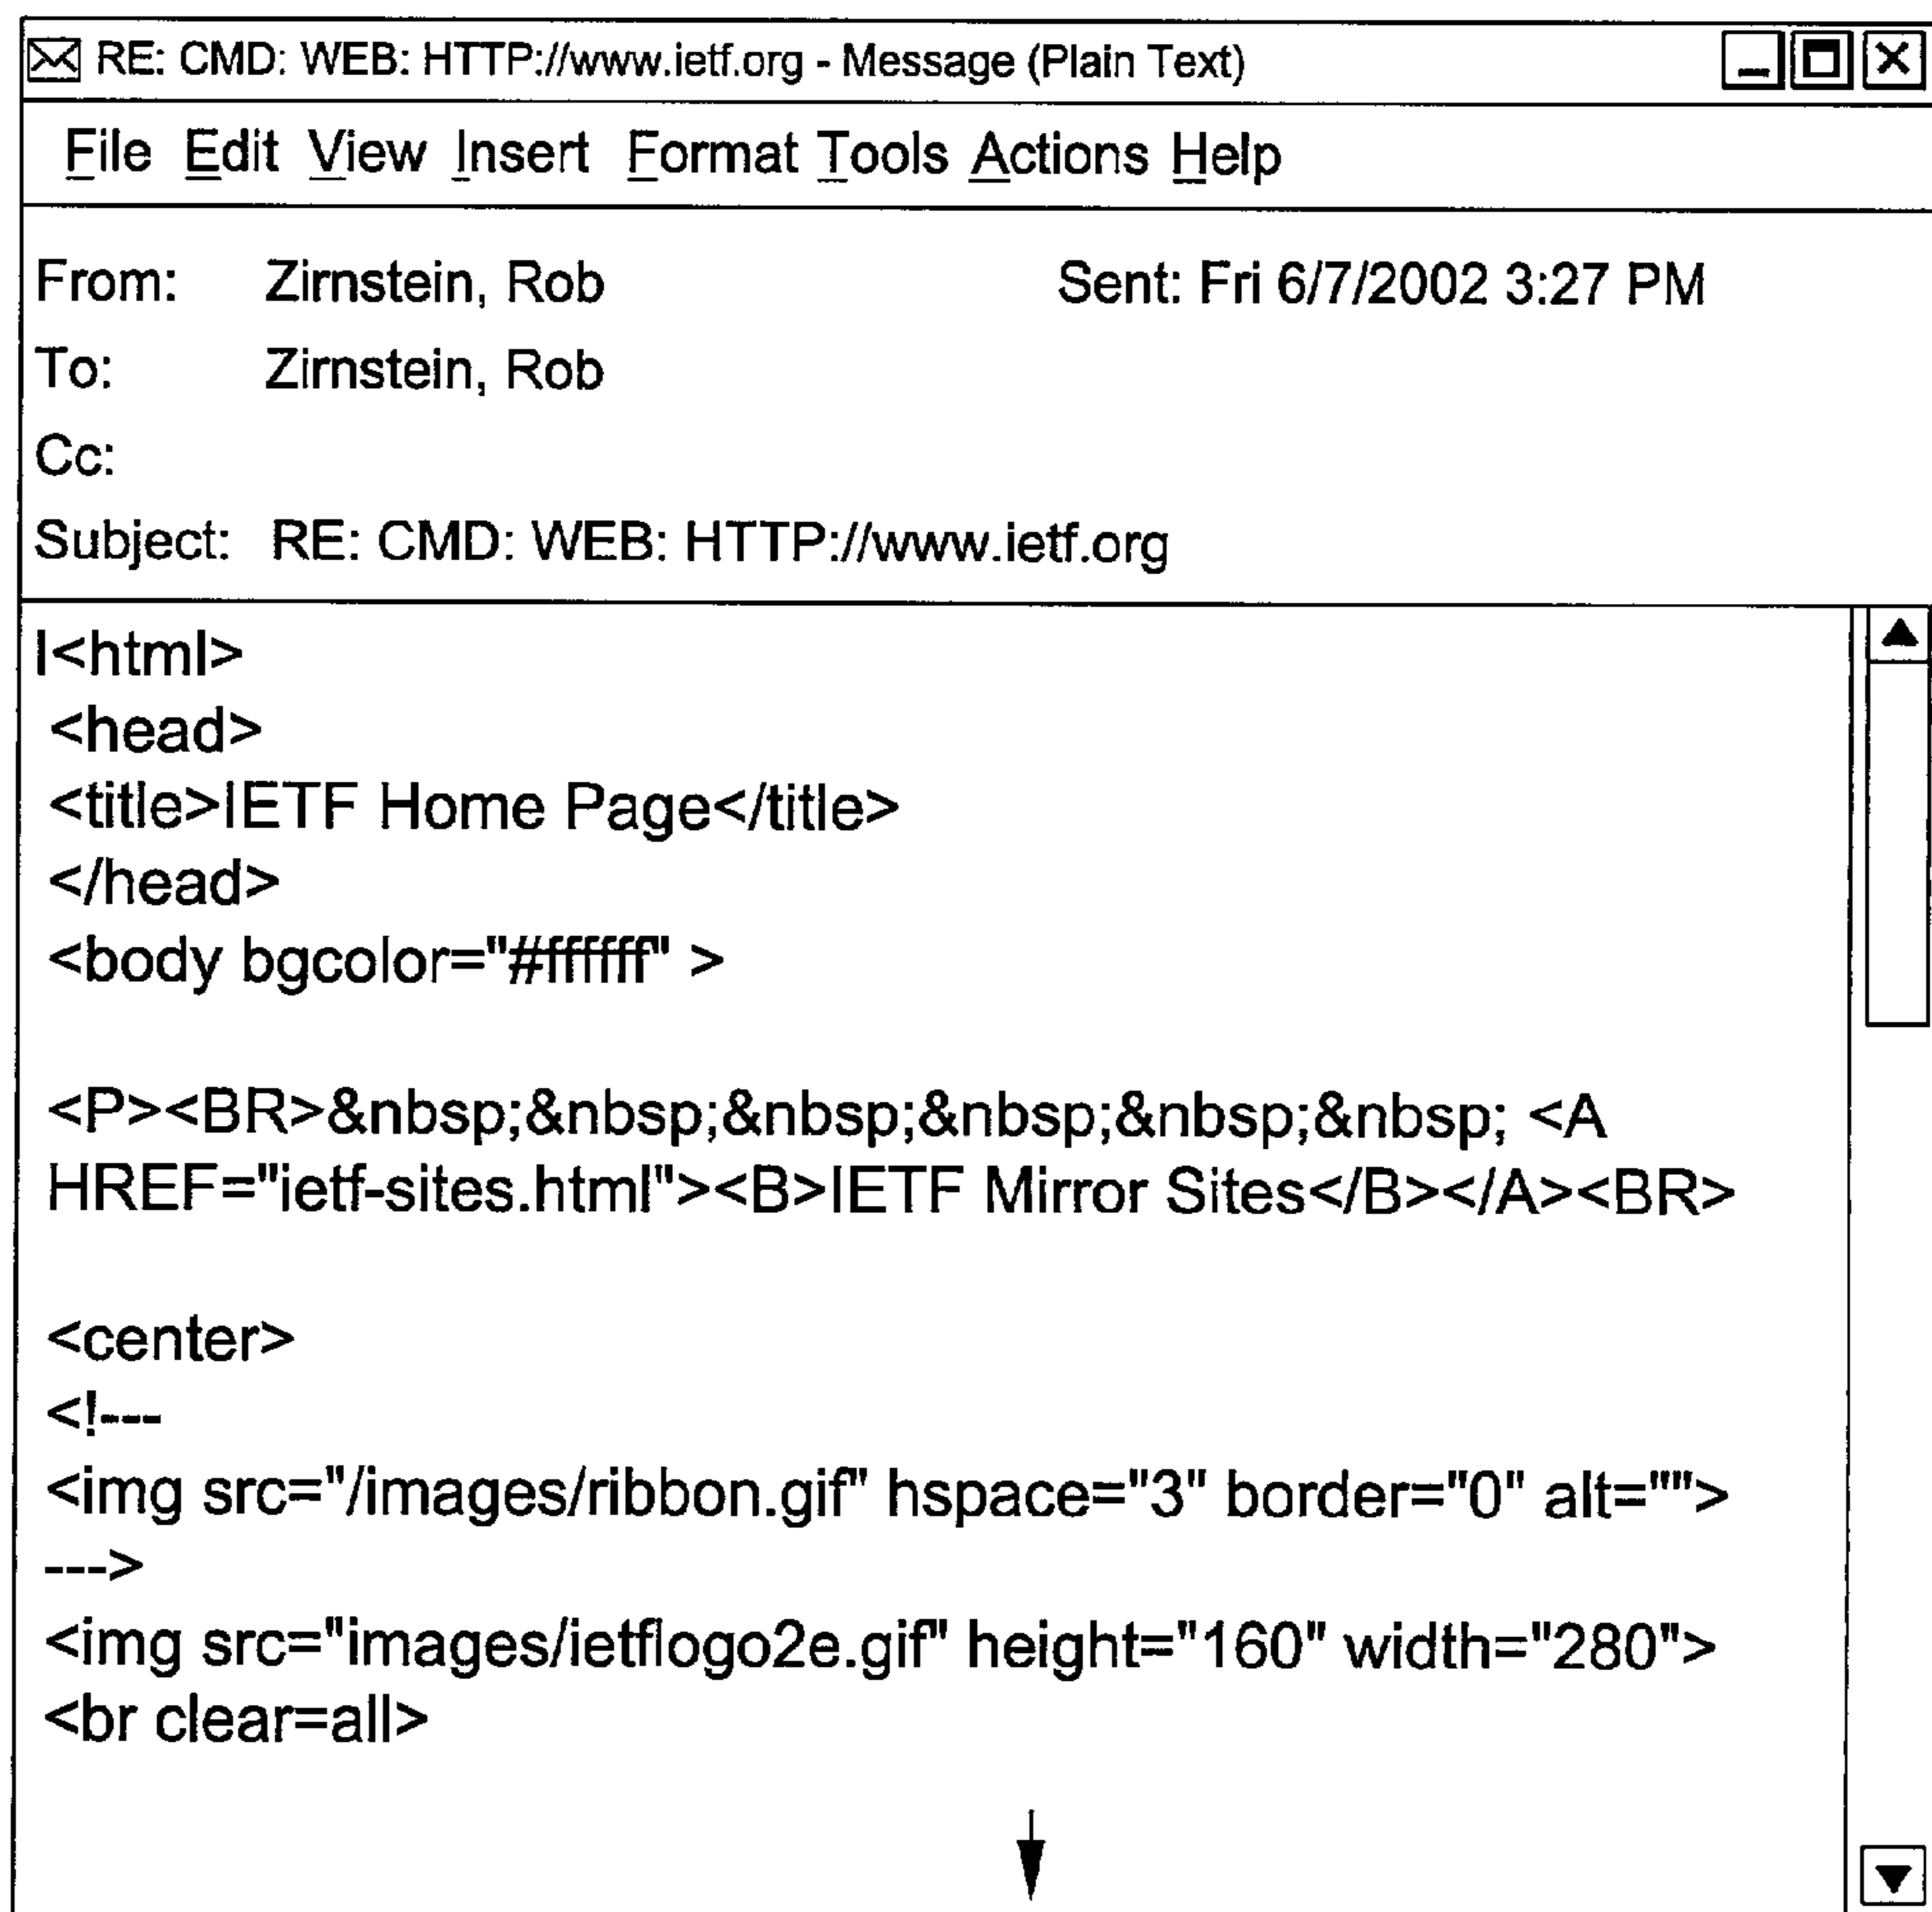 RE: CMD: WEB: HTTP://www.ietf.org - Message (Plain Text)
File Edit View Insert Format Tools Actions Help
From: Zirnstein, Rob Sent: Fri 6/7/2002 3:27 PM
To: Zirnstein, Rob
Cc:
Subject: RE: CMD: WEB: HTTP://www.ietf.org
I<html>
<head>
<title>IETF Home Page</title>
</head>
<body bgcolor="#ffffff" >
<P><BR>&nbsp;&nbsp;&nbsp;&nbsp;&nbsp;&nbsp; <A
HREF="ietf-sites.html"><B>IETF Mirror Sites</B></A><BR>
<center>
<!---
<img src="/images/ribbon.gif" hspace="3" border="0" alt="">
--->
<img src="images/ietflogo2e.gif" height="160" width="280">
<br clear=all>